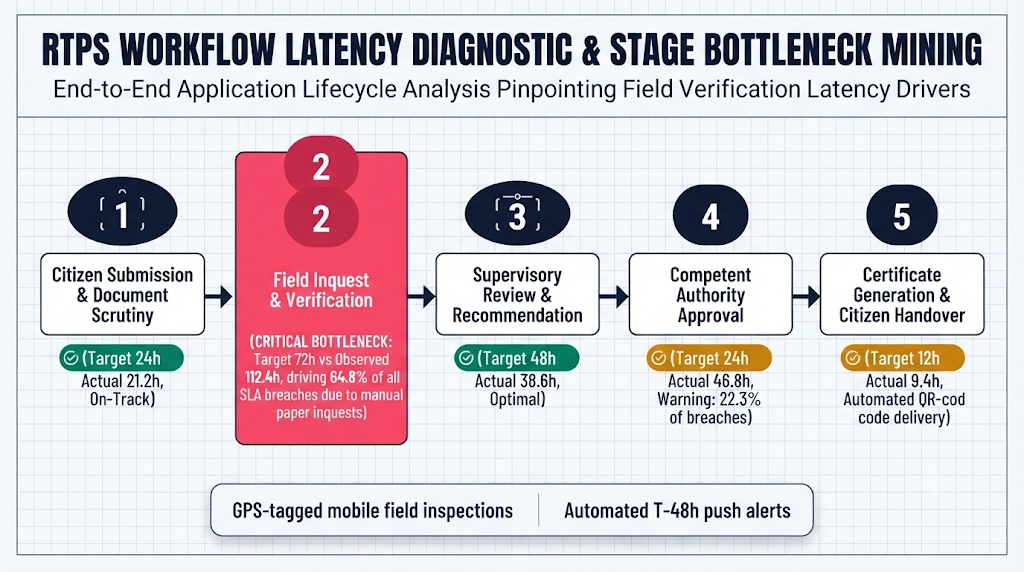 RTPS WORKFLOW LATENCY DIAGNOSTIC & STAGE BOTTLENECK MINING
End-to-End Application Lifecycle Analysis Pinpointing Field Verification Latency Drivers
1
Citizen Submission
& Document
Scrutiny
(Target 24h
Actual 21.2h,
On-Track)
2
2
Field Inquest
& Verification
(CRITICAL BOTTLENECK:
Target 72h vs Observed
112.4h, driving 64.8% of all
SLA breaches due to manual
paper inquests)
3
Supervisory
Review &
Recommendation
(Target 48h
Actual 38.6h,
Optimal)
4
Competent
Authority
Approval
(Target 24h
Actual 46.8h,
Warning: 22.3%
of breaches)
5
Certificate
Generation &
Citizen Handover
(Target 12h
Actual 9.4h,
Automated QR-cod
code delivery)
GPS-tagged mobile field inspections
Automated T-48h push alerts